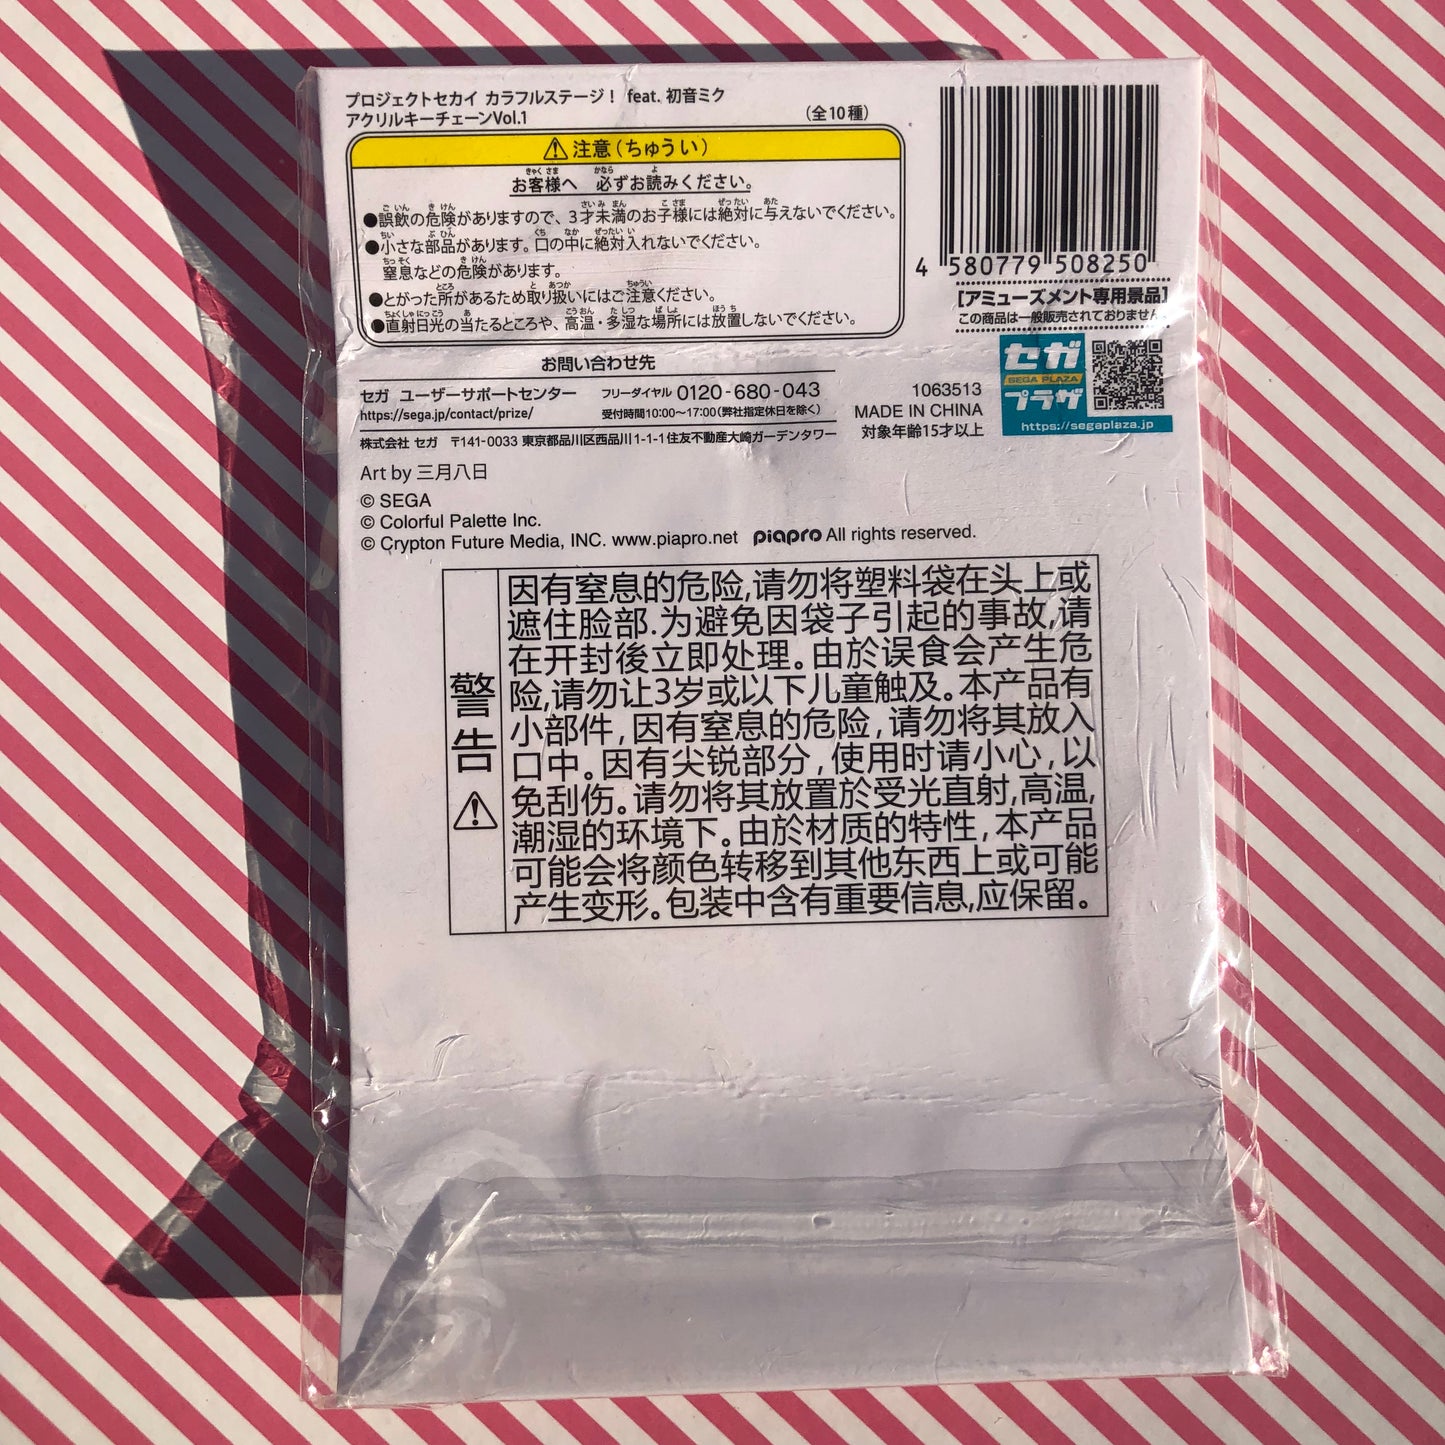 プロジェクトセカイ カラフルステージ！ feat. 初音ミク
アクリルキーチェーンVol.1
（全10種）
⚠注意（ちゅうい）
お客様へ 必ずお読みください。
●誤飲の危険がありますので、3才未満のお子様には絶対に与えないでください。
●小さな部品があります。口の中に絶対入れないでください。
窒息などの危険があります。
●とがった所があるため取り扱いにはご注意ください。
●直射日光の当たるところや、高温・多湿な場所には放置しないでください。
4 580779 508250
【アミューズメント専用景品】
この商品は一般販売されておりません。
お問い合わせ先
セガ ユーザーサポートセンター フリーダイヤル 0120-680-043
https://sega.jp/contact/prize/ 受付時間10:00〜17:00（弊社指定休日を除く）
株式会社 セガ 〒141-0033 東京都品川区西品川1-1-1住友不動産大崎ガーデンタワー
1063513
MADE IN CHINA
対象年齢15才以上
セガ
SEGA PLAZA
プラザ
https://segaplaza.jp
Art by 三月八日
© SEGA
© Colorful Palette Inc.
© Crypton Future Media, INC. www.piapro.net piapro All rights reserved.
警告⚠
因有窒息的危险,请勿将塑料袋在头上或
遮住脸部.为避免因袋子引起的事故,请
在开封後立即处理。由於误食会产生危
险,请勿让3岁或以下儿童触及。本产品有
小部件,因有窒息的危险,请勿将其放入
口中。因有尖锐部分,使用时请小心,以
免刮伤。请勿将其放置於受光直射,高温,
潮湿的环境下。由於材质的特性,本产品
可能会将颜色转移到其他东西上或可能
产生变形。包装中含有重要信息,应保留。